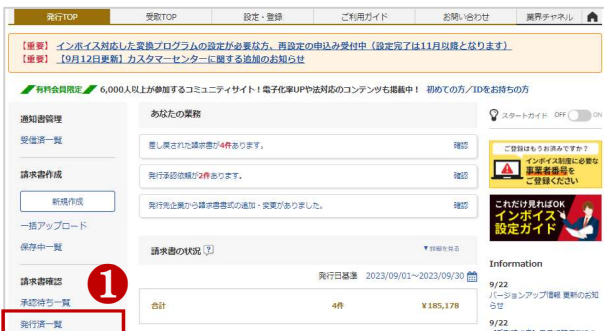 発行TOP
受取TOP
設定・登録
ご利用ガイド
お問い合わせ
業界チャネル
【重要】 インボイス対応した変換プログラムの設定が必要な方、再設定の申込み受付中（設定完了は11月以降となります）
【重要】 【9月12日更新】カスタマーセンターに関する追加のお知らせ
有料会員限定 6,000人以上が参加するコミュニティサイト！電子化率UPや法対応のコンテンツも掲載中！ 初めての方／IDをお持ちの方
通知書管理
受信済一覧
請求書作成
新規作成
一括アップロード
保存中一覧
請求書確認
承認待ち一覧
発行済一覧
1
あなたの業務
差し戻された請求書が4件あります。 確認
発行承認依頼が2件あります。 確認
発行先企業から請求書書式の追加・変更がありました。 確認
請求書の状況 ? ▼詳細を見る
発行日基準 2023/09/01～2023/09/30
合計 4件 ¥185,178
スタートガイド OFF ON
ご登録はもうお済みですか？
インボイス制度に必要な
事業者番号を
ご登録ください
これだけ見ればOK
インボイス
設定ガイド
Information
9/22
バージョンアップ情報 更新のお知
らせ
9/22